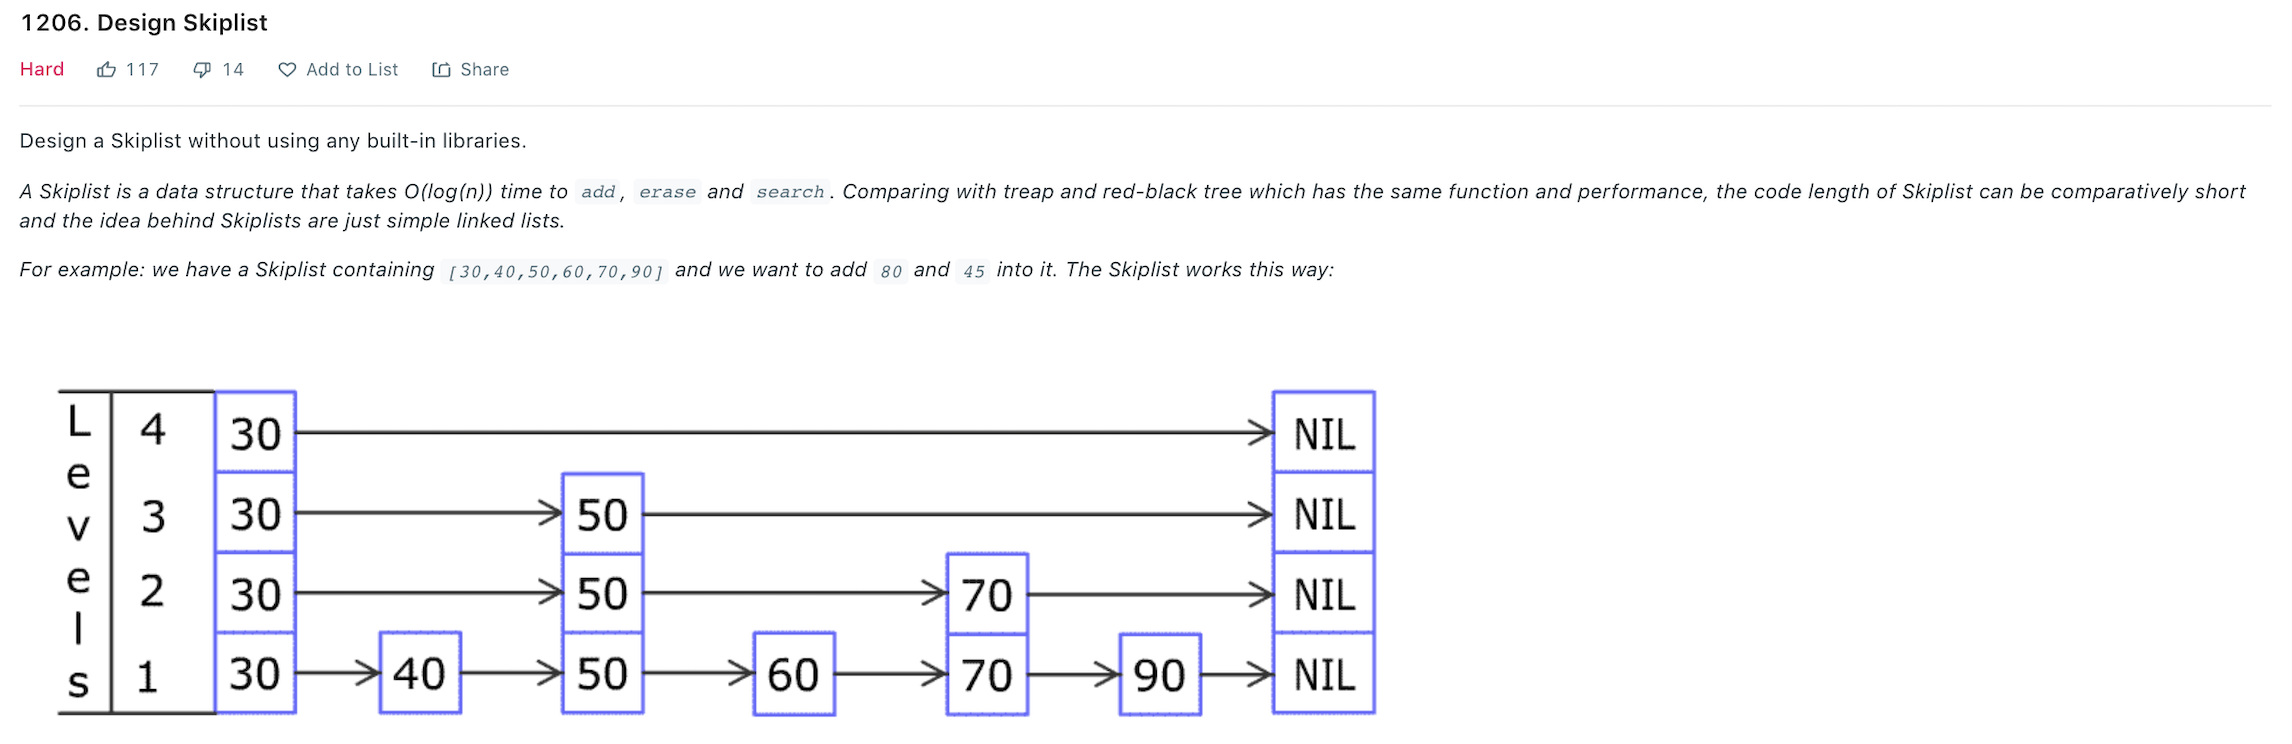 1206. Design Skiplist
Hard 117 14 Add to List Share
Design a Skiplist without using any built-in libraries.
A Skiplist is a data structure that takes O(log(n)) time to add, erase and search. Comparing with treap and red-black tree which has the same function and performance, the code length of Skiplist can be comparatively short
and the idea behind Skiplists are just simple linked lists.
For example: we have a Skiplist containing [30,40,50,60,70,90] and we want to add 80 and 45 into it. The Skiplist works this way:
Levels
4 30 NIL
3 30 50 NIL
2 30 50 70 NIL
1 30 40 50 60 70 90 NIL